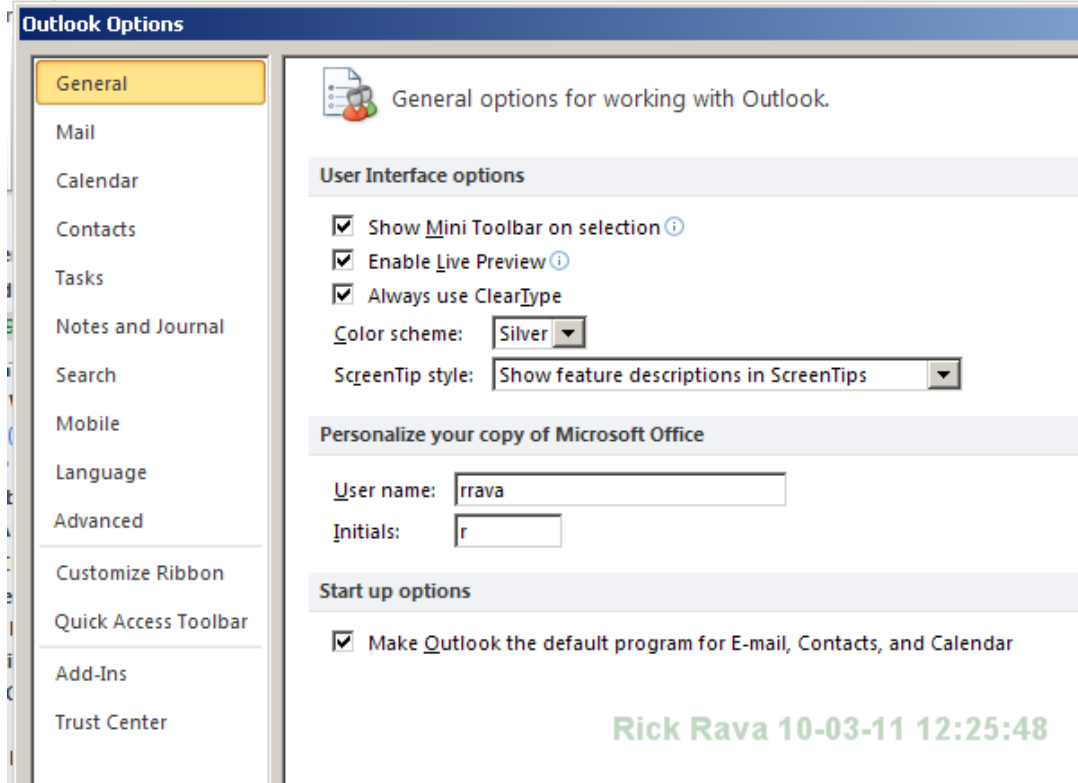 Outlook Options
General
Mail
Calendar
Contacts
Tasks
Notes and Journal
Search
Mobile
Language
Advanced
Customize Ribbon
Quick Access Toolbar
Add-Ins
Trust Center
General options for working with Outlook.
User Interface options
Show Mini Toolbar on selection
Enable Live Preview
Always use ClearType
Color scheme: Silver
ScreenTip style: Show feature descriptions in ScreenTips
Personalize your copy of Microsoft Office
User name: rrava
Initials: r
Start up options
Make Outlook the default program for E-mail, Contacts, and Calendar
Rick Rava 10-03-11 12:25:48